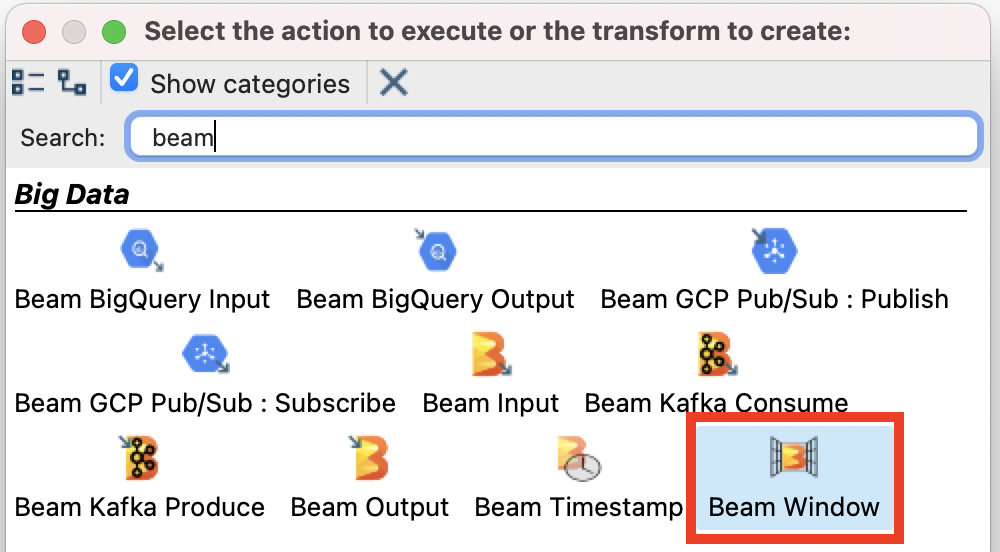 Select the action to execute or the transform to create:
Show categories
Search: beam
Big Data
Beam BigQuery Input Beam BigQuery Output Beam GCP Pub/Sub : Publish
Beam GCP Pub/Sub : Subscribe Beam Input Beam Kafka Consume
Beam Kafka Produce Beam Output Beam Timestamp Beam Window